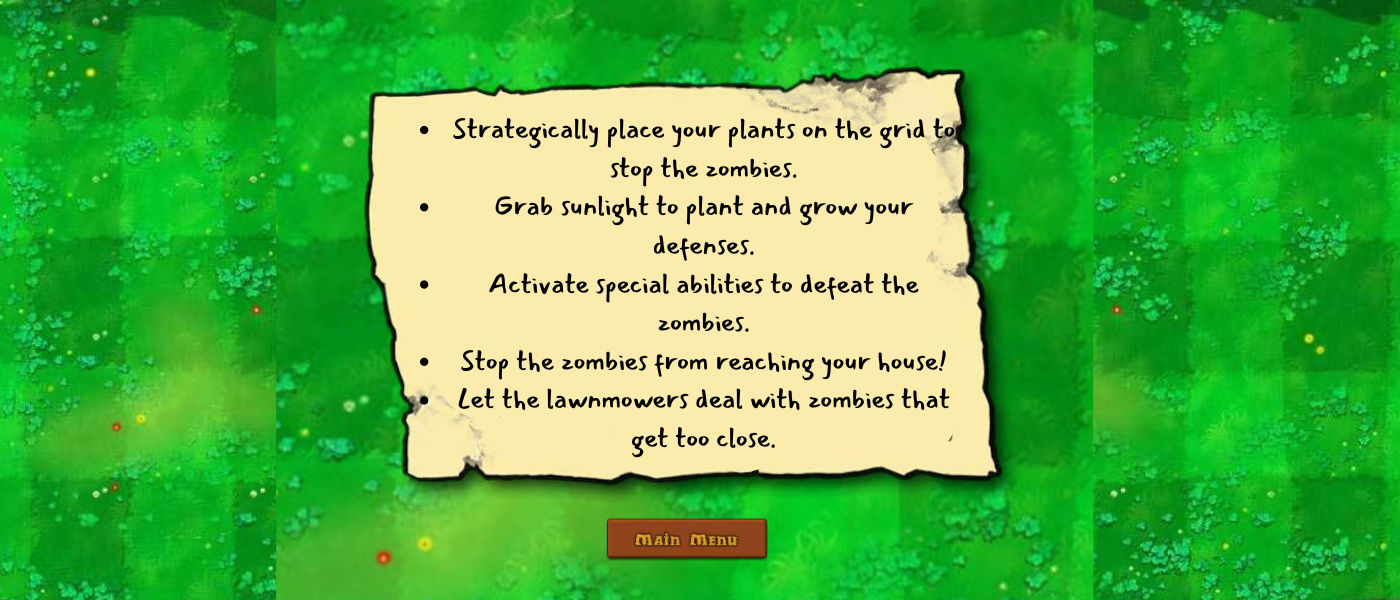 • Strategically place your plants on the grid to
stop the zombies.
• Grab sunlight to plant and grow your
defenses.
• Activate special abilities to defeat the
zombies.
• Stop the zombies from reaching your house!
• Let the lawnmowers deal with zombies that
get too close.
Main Menu